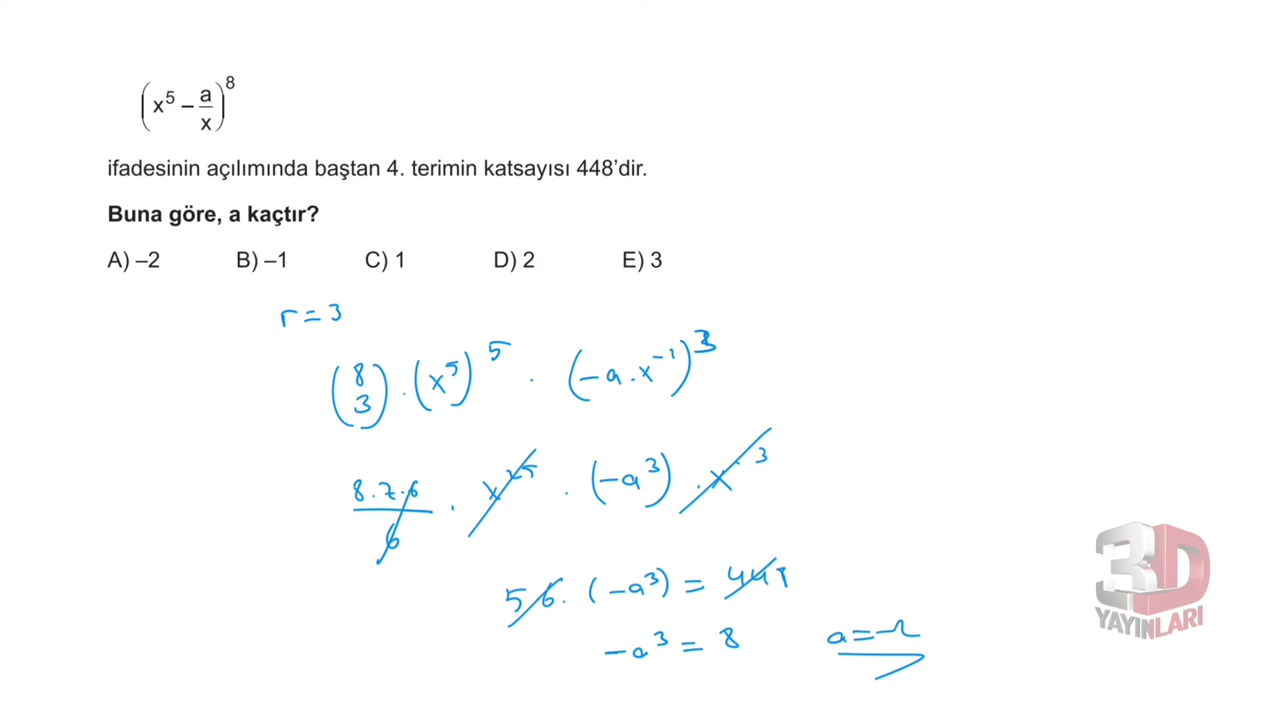 (x⁵ – a/x)⁸
ifadesinin açılımında baştan 4. terimin katsayısı 448’dir.
Buna göre, a kaçtır?
A) –2 B) –1 C) 1 D) 2 E) 3
r = 3
(8 3) . (x⁵)⁵ . (-a . x⁻¹)³
8.7.6/6 . x²⁵ . (-a³) . x⁻³
56. (-a³) = 448
-a³ = 8 a = -2
3D
YAYINLARI